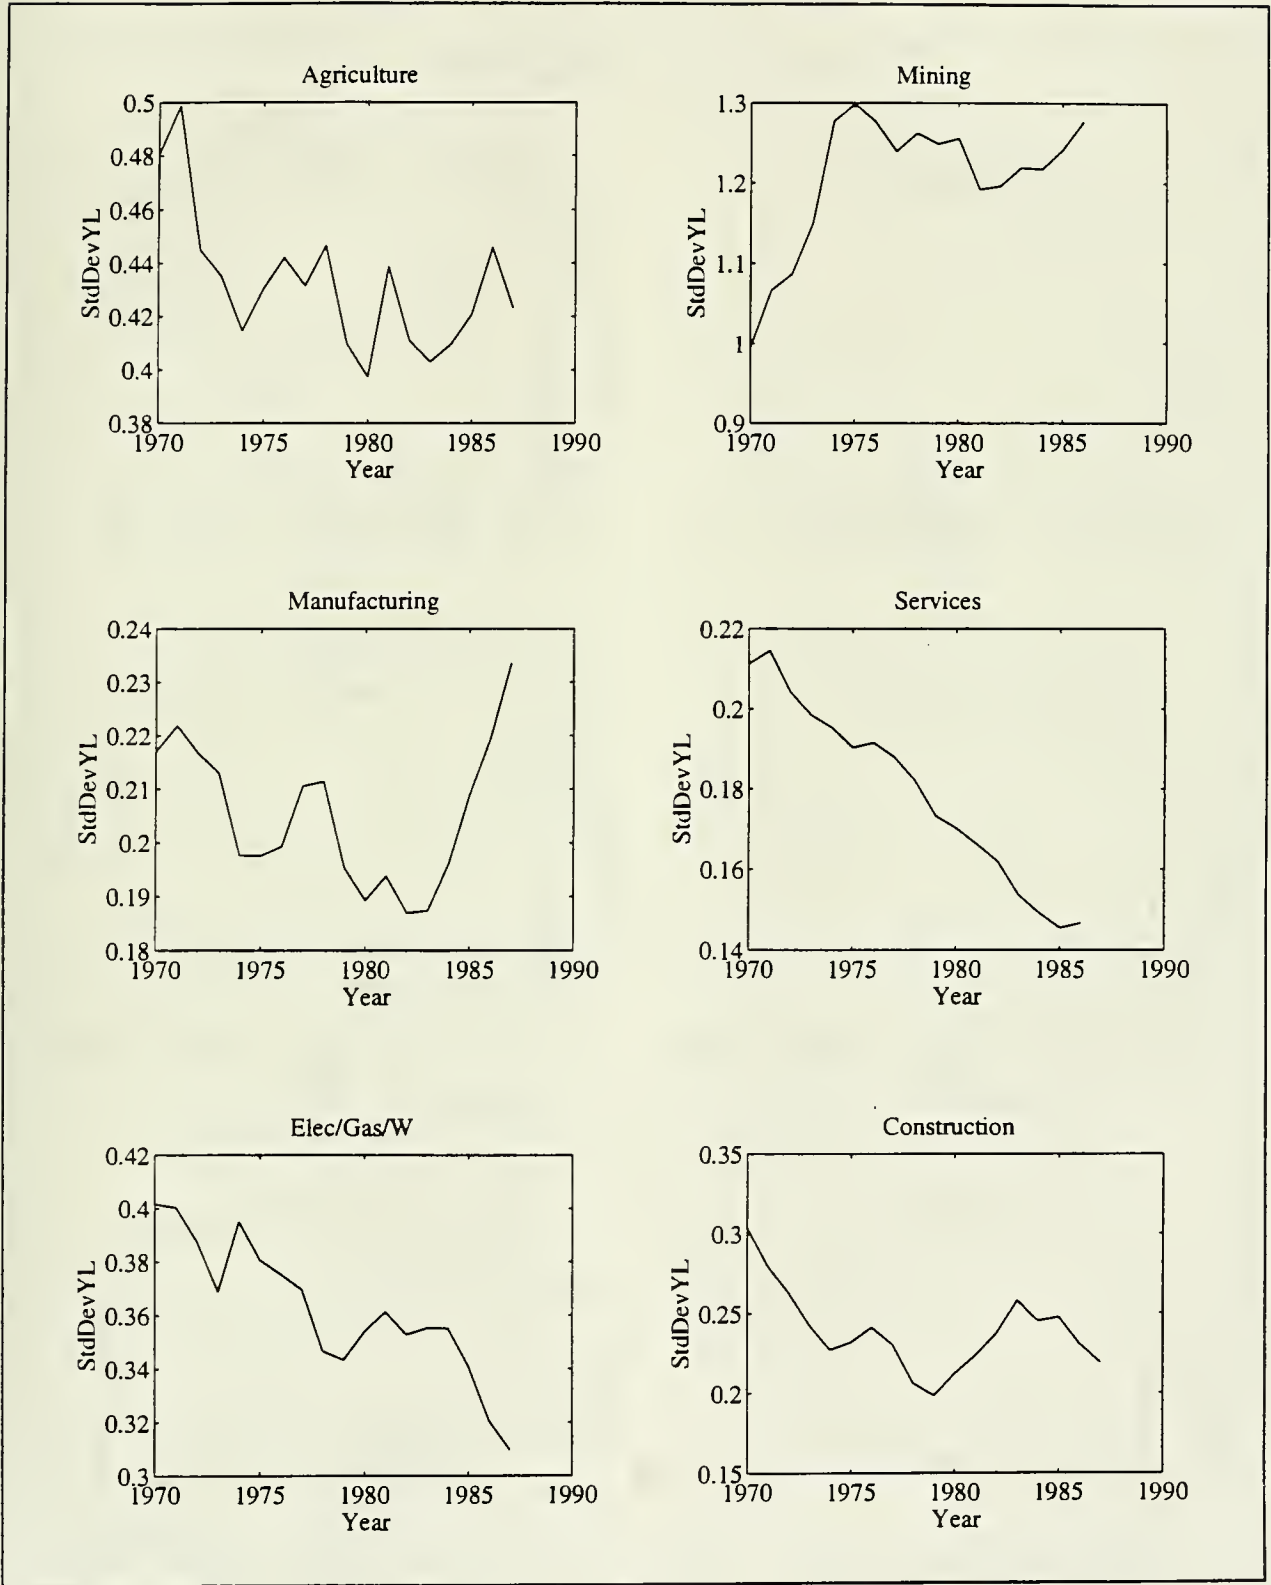 Agriculture
0.5
0.48
0.46
0.44
0.42
0.4
0.38
StdDevYL
1970 1975 1980 1985 1990
Year
Mining
1.3
1.2
1.1
1
0.9
StdDevYL
1970 1975 1980 1985 1990
Year
Manufacturing
0.24
0.23
0.22
0.21
0.2
0.19
0.18
StdDevYL
1970 1975 1980 1985 1990
Year
Services
0.22
0.2
0.18
0.16
0.14
StdDevYL
1970 1975 1980 1985 1990
Year
Elec/Gas/W
0.42
0.4
0.38
0.36
0.34
0.32
0.3
StdDevYL
1970 1975 1980 1985 1990
Year
Construction
0.35
0.3
0.25
0.2
0.15
StdDevYL
1970 1975 1980 1985 1990
Year